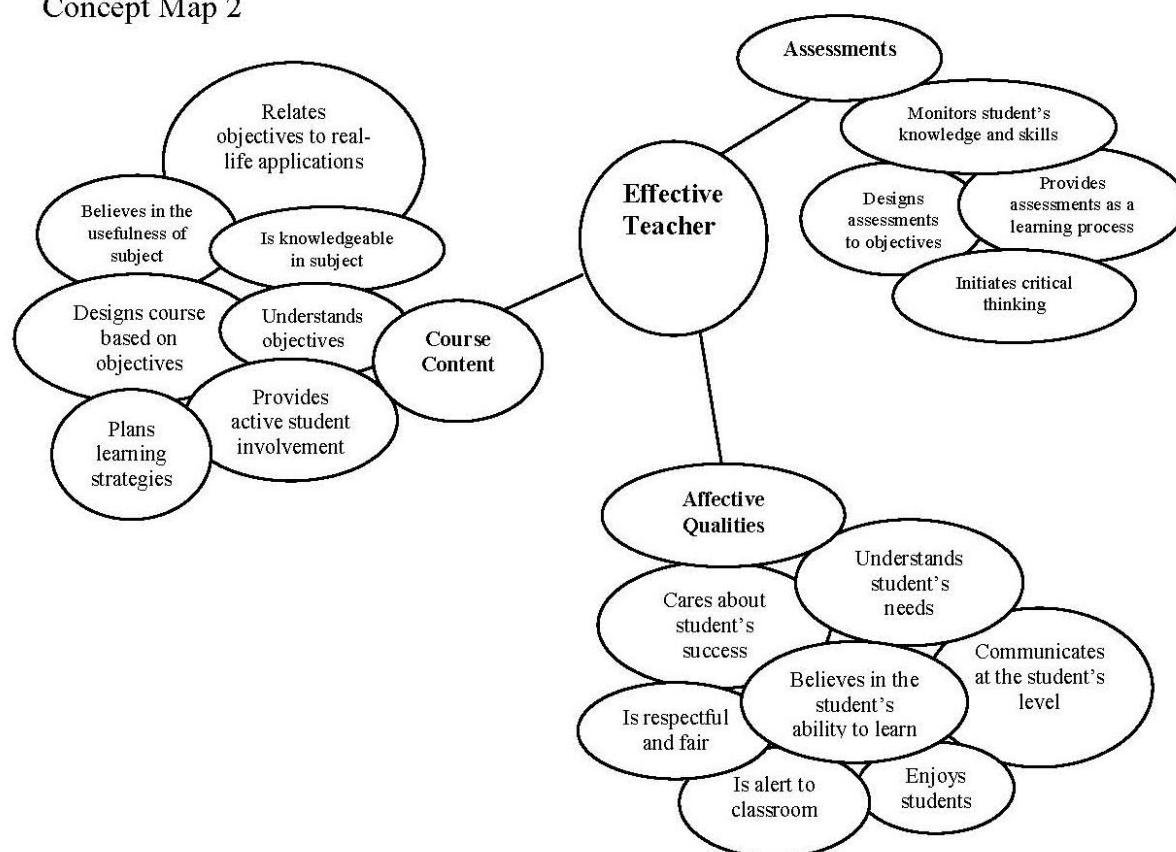 Concept Map 2
Assessments
Monitors student's
knowledge and skills
Designs
assessments
to objectives
Provides
assessments as a
learning process
Initiates critical
thinking
Effective
Teacher
Relates
objectives to real-
life applications
Believes in the
usefulness of
subject
Is knowledgeable
in subject
Designs course
based on
objectives
Understands
objectives
Course
Content
Plans
learning
strategies
Provides
active student
involvement
Affective
Qualities
Understands
student's
needs
Cares about
student's
success
Communicates
at the student's
level
Believes in the
student's
ability to learn
Is respectful
and fair
Is alert to
classroom
Enjoys
students